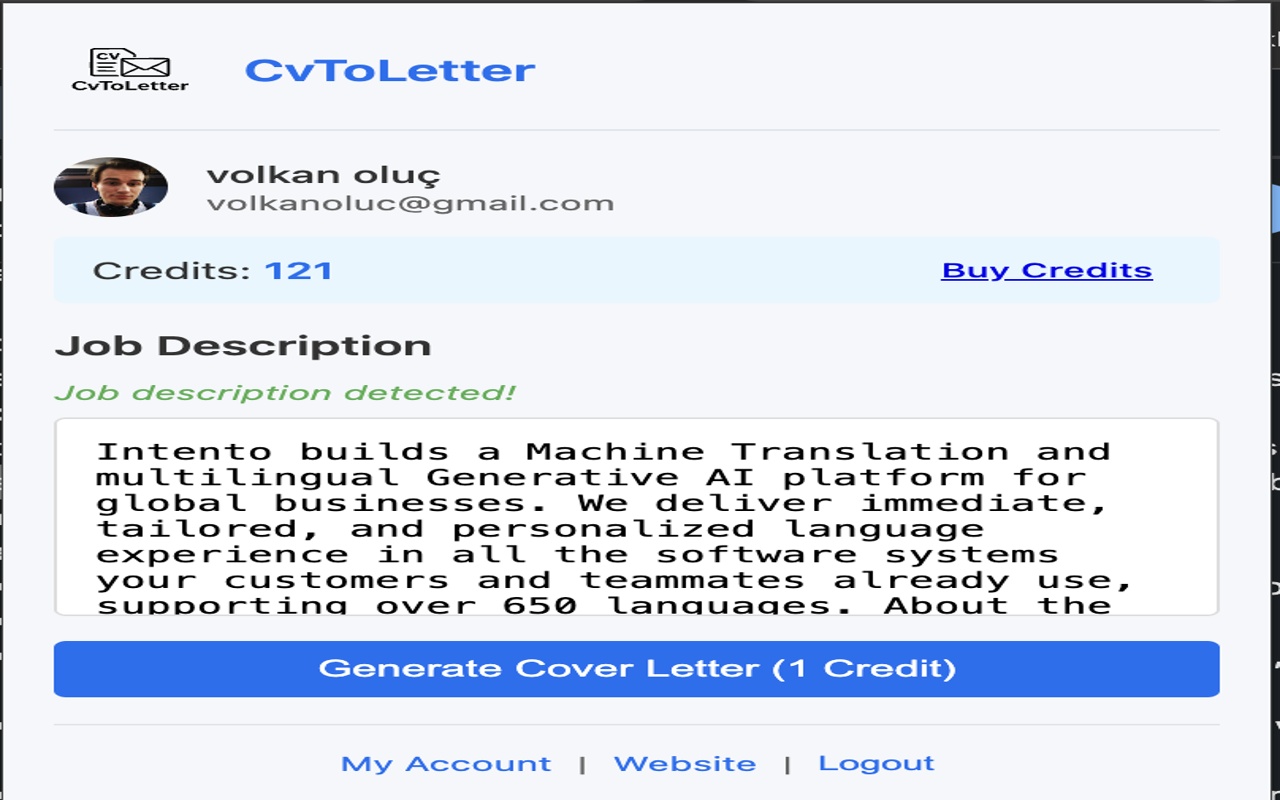 CV
CvToLetter
CvToLetter
volkan oluç
volkanoluc@gmail.com
Credits: 121
Buy Credits
Job Description
Job description detected!
Intento builds a Machine Translation and
multilingual Generative AI platform for
global businesses. We deliver immediate,
tailored, and personalized language
experience in all the software systems
your customers and teammates already use,
supporting over 650 languages. About the
Generate Cover Letter (1 Credit)
My Account | Website | Logout